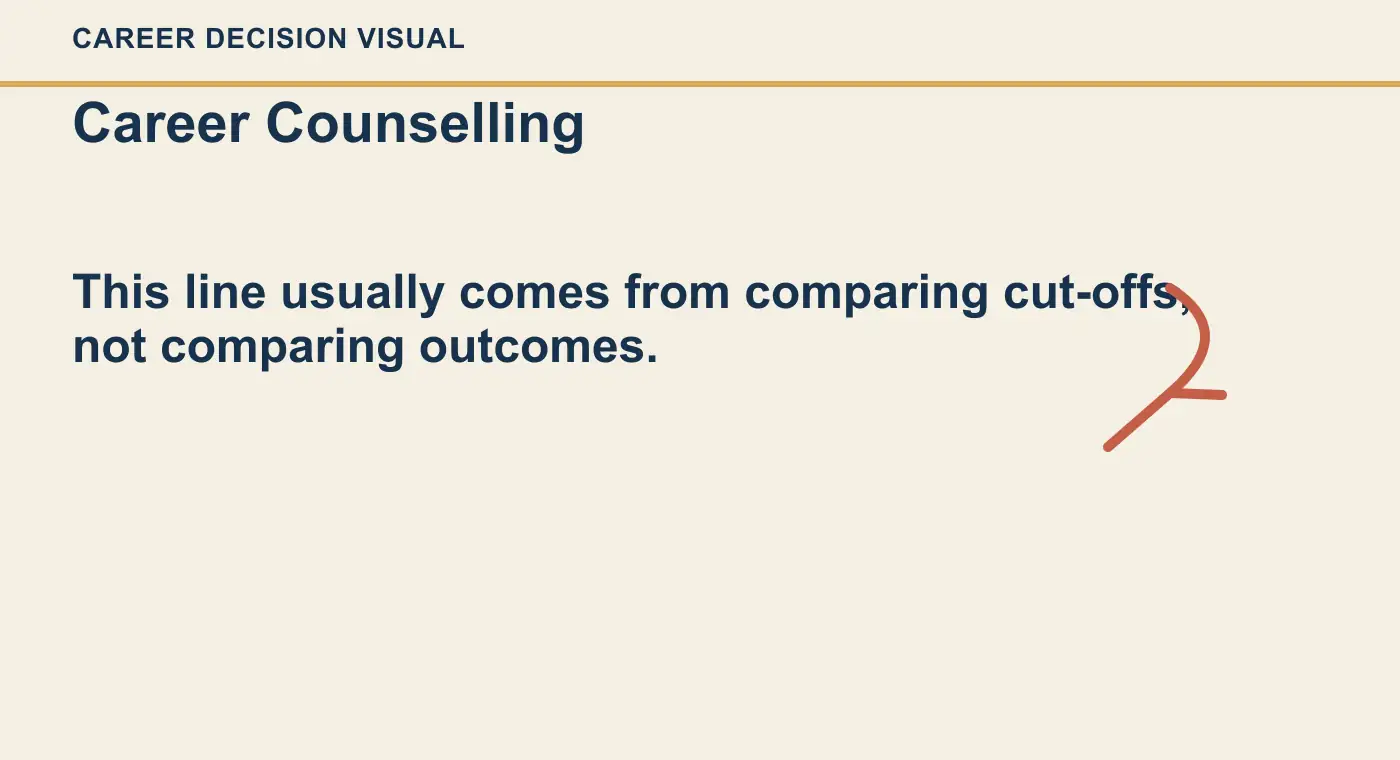 CAREER DECISION VISUAL
Career Counselling
This line usually comes from comparing cut-offs,
not comparing outcomes.